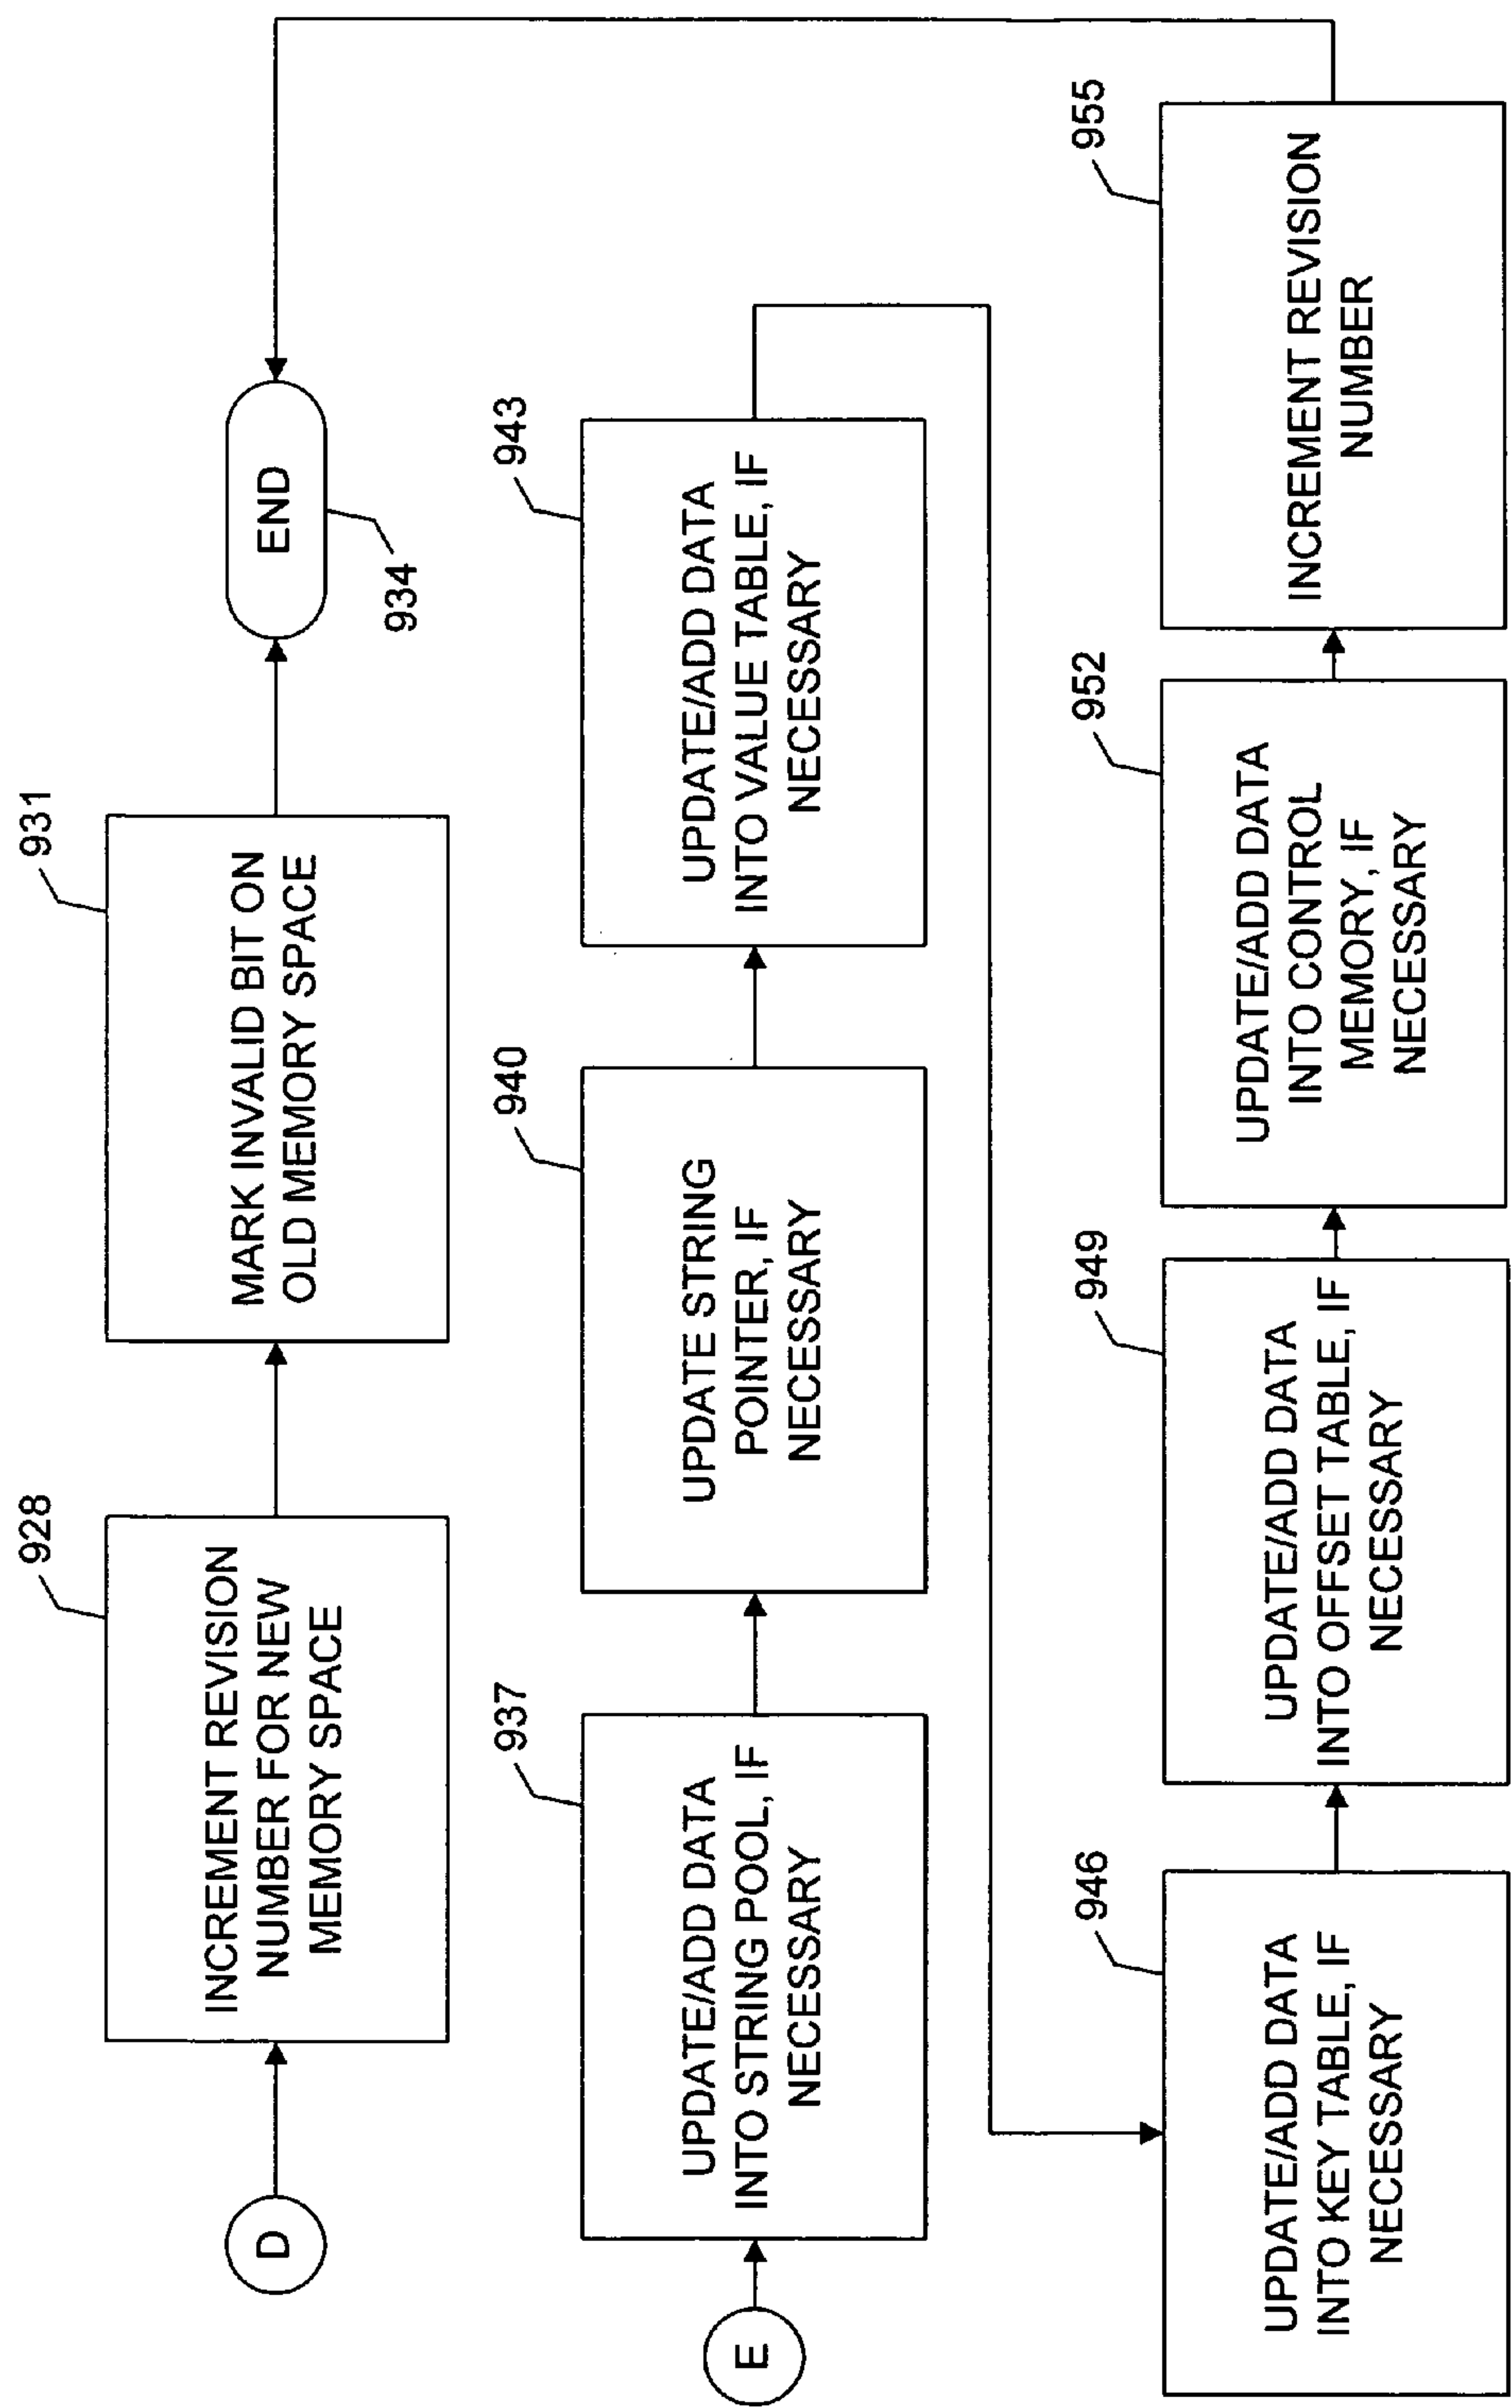 D
928
INCREMENT REVISION
NUMBER FOR NEW
MEMORY SPACE
931
MARK INVALID BIT ON
OLD MEMORY SPACE
END
934
E
937
UPDATE/ADD DATA
INTO STRING POOL, IF
NECESSARY
940
UPDATE STRING
POINTER, IF
NECESSARY
943
UPDATE/ADD DATA
INTO VALUE TABLE, IF
NECESSARY
946
UPDATE/ADD DATA
INTO KEY TABLE, IF
NECESSARY
949
UPDATE/ADD DATA
INTO OFFSET TABLE, IF
NECESSARY
952
UPDATE/ADD DATA
INTO CONTROL
MEMORY, IF
NECESSARY
955
INCREMENT REVISION
NUMBER